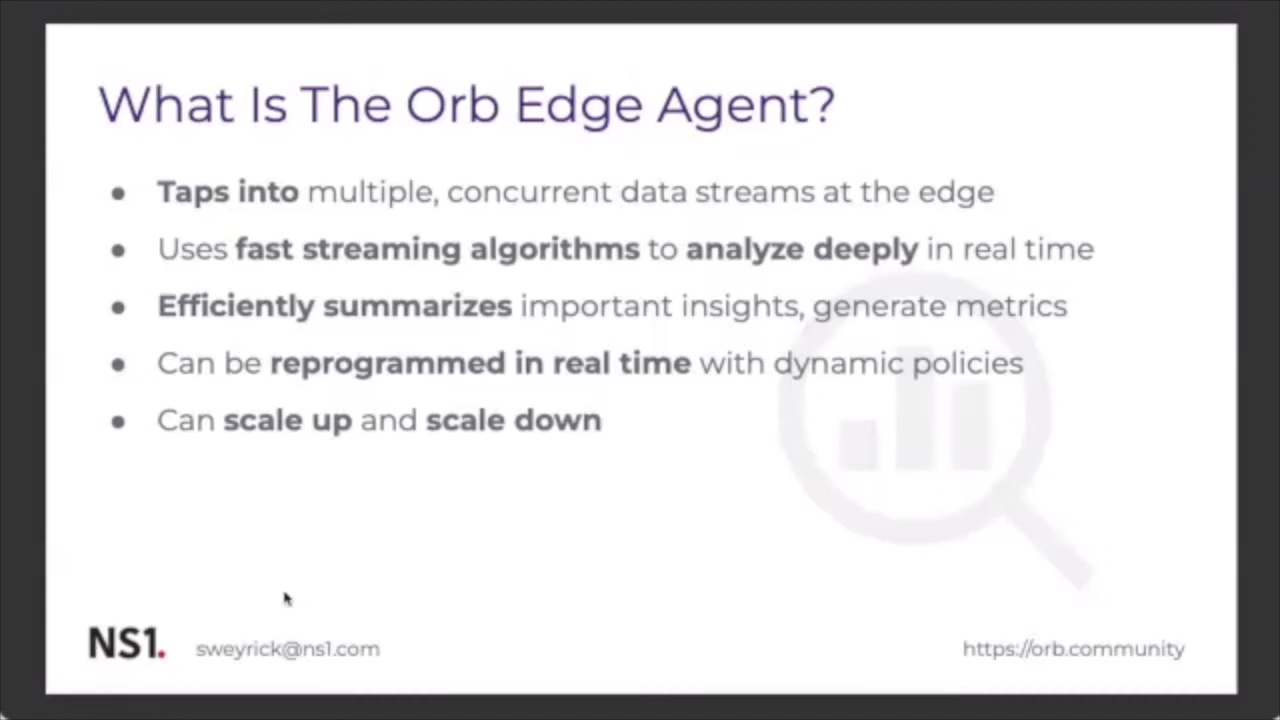 What Is The Orb Edge Agent?
● Taps into multiple, concurrent data streams at the edge
● Uses fast streaming algorithms to analyze deeply in real time
● Efficiently summarizes important insights, generate metrics
● Can be reprogrammed in real time with dynamic policies
● Can scale up and scale down
NS1. sweyrick@ns1.com https://orb.community